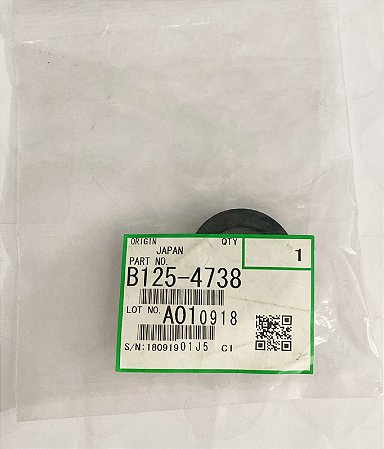 ORIGIN QTY
JAPAN 1
PART NO.
B125-4738
LOT NO. A010918
S/N:18091901J5 CI